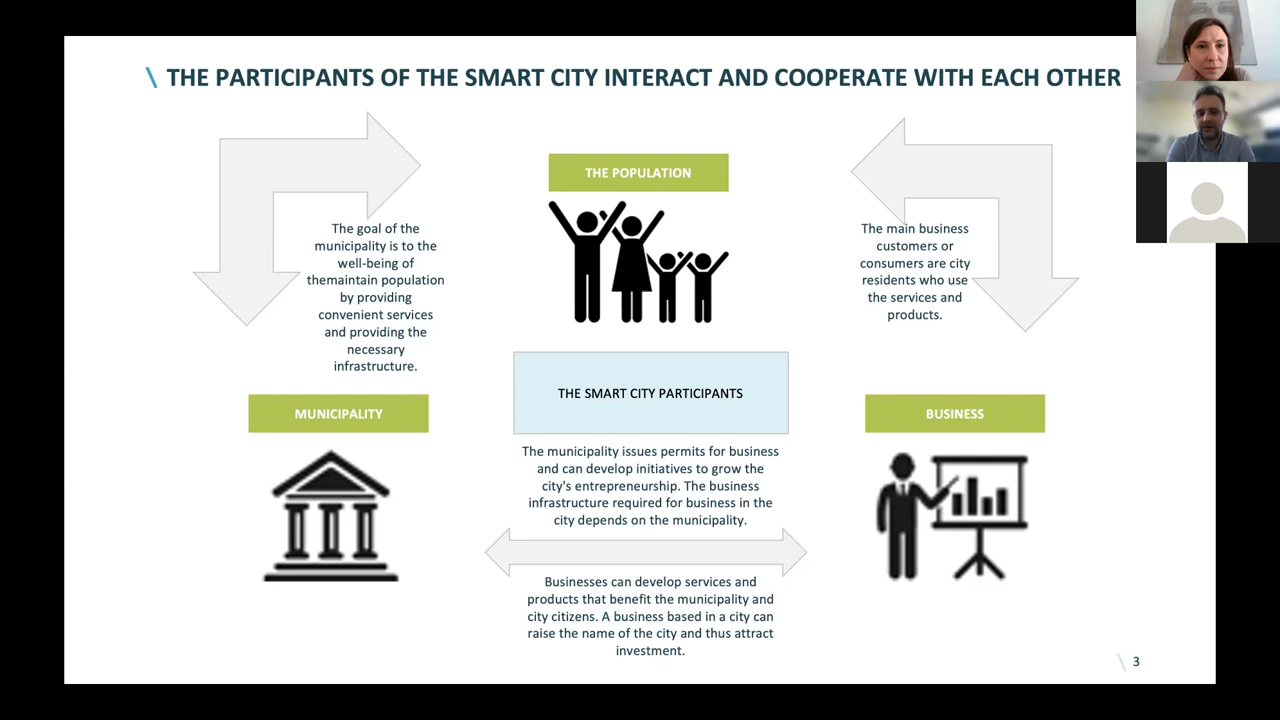 \ THE PARTICIPANTS OF THE SMART CITY INTERACT AND COOPERATE WITH EACH OTHER
THE POPULATION
The goal of the
municipality is to the
well-being of
themaintain population
by providing
convenient services
and providing the
necessary
infrastructure.
The main business
customers or
consumers are city
residents who use
the services and
products.
THE SMART CITY PARTICIPANTS
MUNICIPALITY
BUSINESS
The municipality issues permits for business
and can develop initiatives to grow the
city's entrepreneurship. The business
infrastructure required for business in the
city depends on the municipality.
Businesses can develop services and
products that benefit the municipality and
city citizens. A business based in a city can
raise the name of the city and thus attract
investment.
\ 3